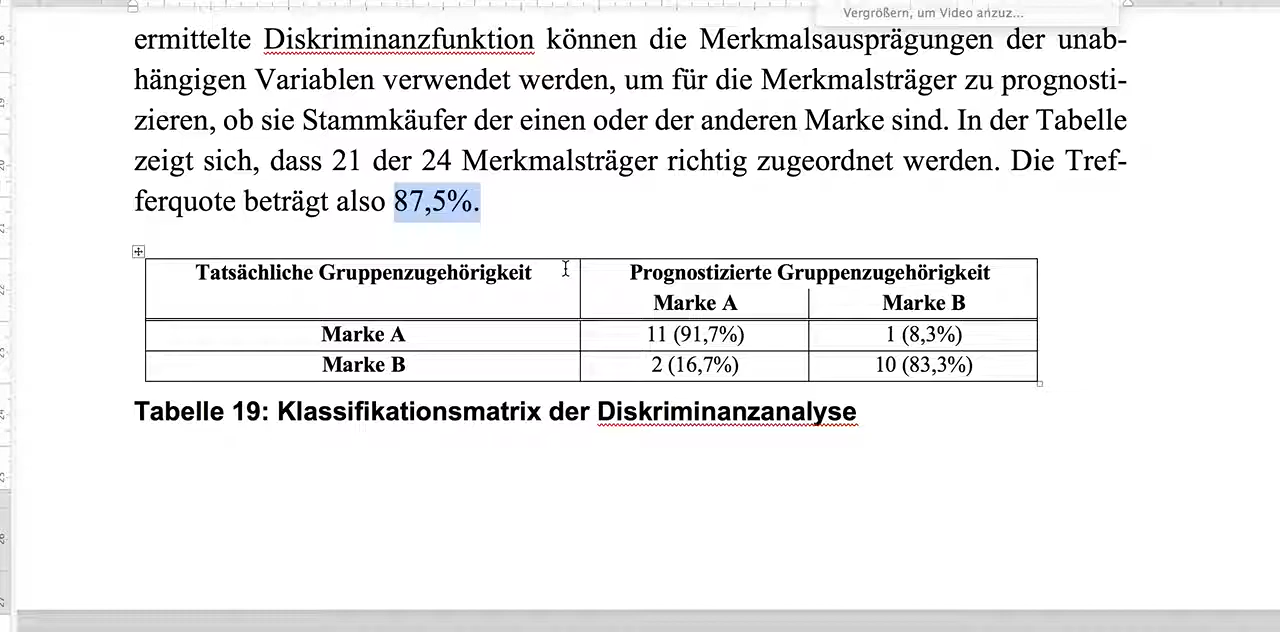 Vergrößern, um Video anzuz...
ermittelte Diskriminanzfunktion können die Merkmalsausprägungen der unab-
hängigen Variablen verwendet werden, um für die Merkmalsträger zu prognosti-
zieren, ob sie Stammkäufer der einen oder der anderen Marke sind. In der Tabelle
zeigt sich, dass 21 der 24 Merkmalsträger richtig zugeordnet werden. Die Tref-
ferquote beträgt also 87,5%.
Tatsächliche Gruppenzugehörigkeit Prognostizierte Gruppenzugehörigkeit
Marke A Marke B
Marke A 11 (91,7%) 1 (8,3%)
Marke B 2 (16,7%) 10 (83,3%)
Tabelle 19: Klassifikationsmatrix der Diskriminanzanalyse